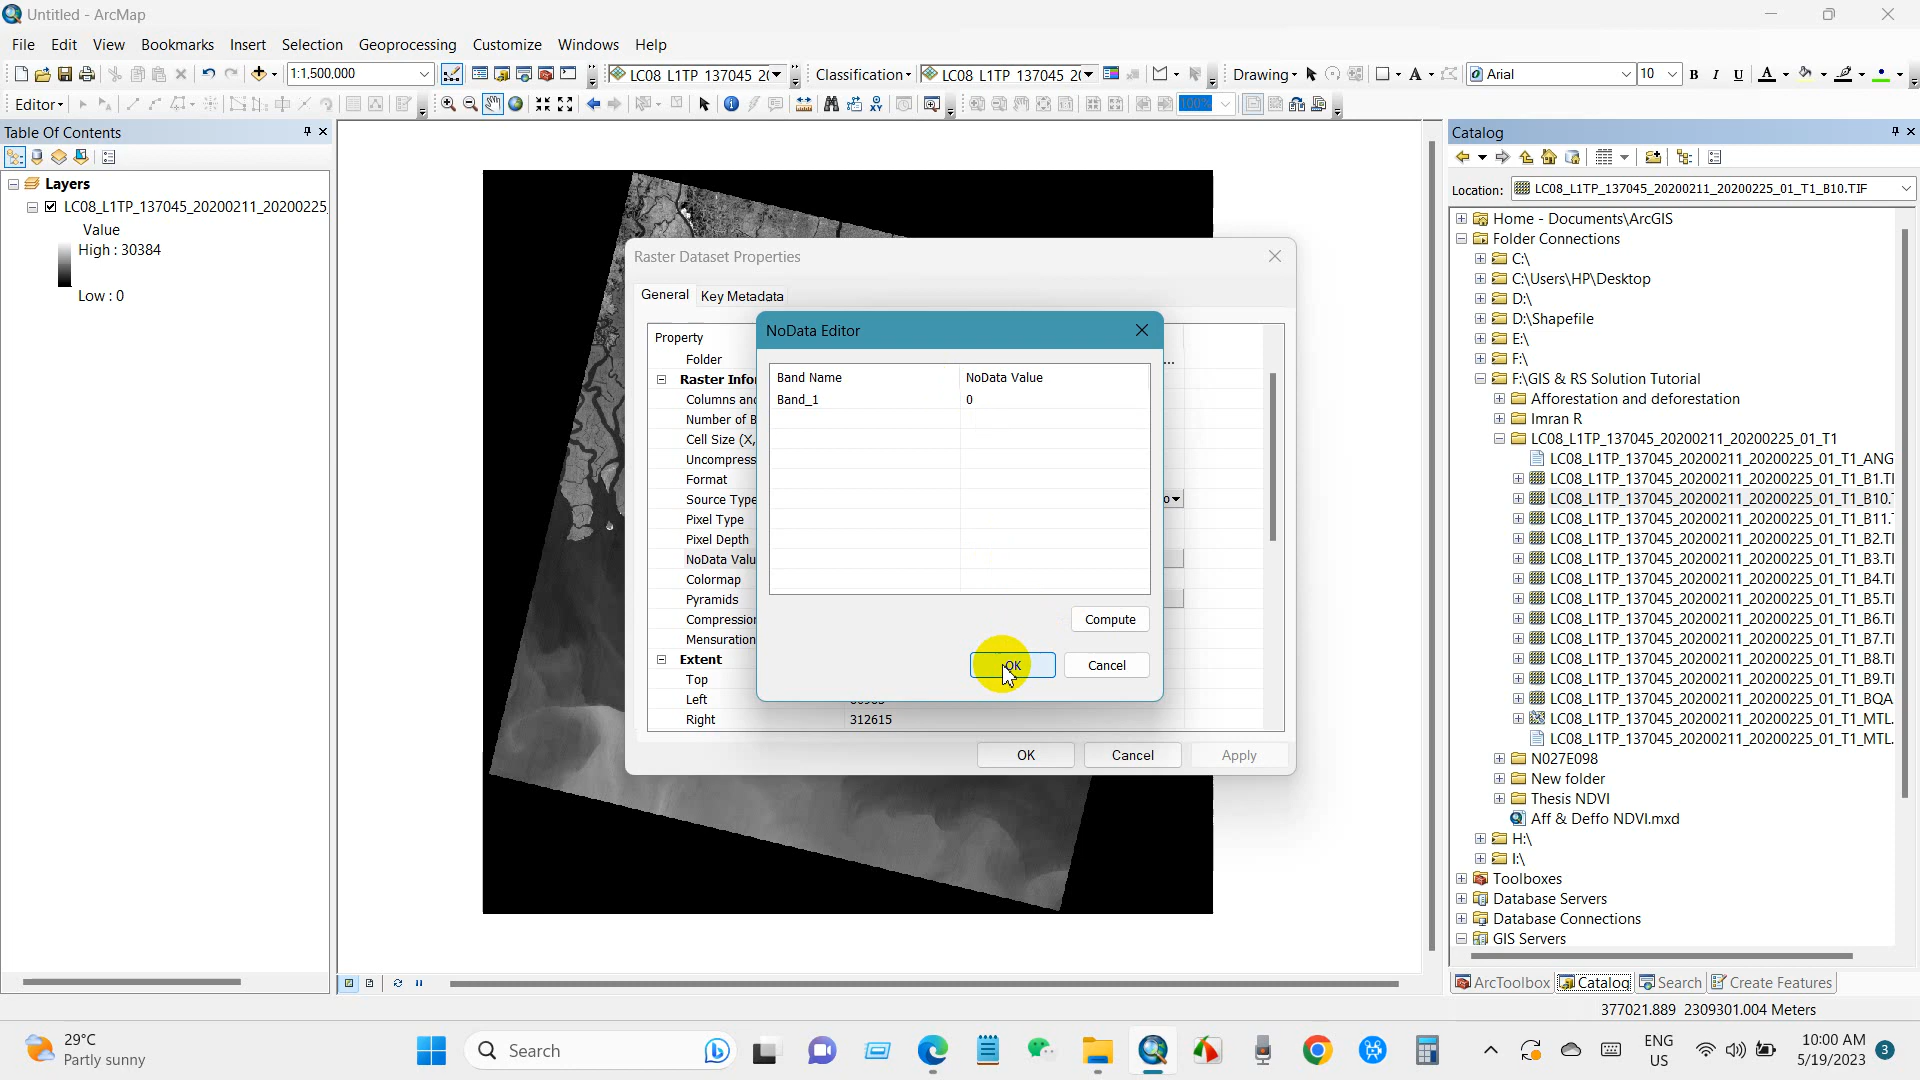 Untitled - ArcMap
File Edit View Bookmarks Insert Selection Geoprocessing Customize Windows Help
1:1,500,000
LC08_L1TP_137045_20
Classification
LC08_L1TP_137045_20
Drawing
Arial
10
B I U A
Editor
100%
Table Of Contents
Layers
LC08_L1TP_137045_20200211_20200225
Value
High : 30384
Low : 0
Raster Dataset Properties
General Key Metadata
Property
Folder
Raster Info
Columns and
Number of B
Cell Size (X,
Uncompress
Format
Source Type
Pixel Type
Pixel Depth
NoData Valu
Colormap
Pyramids
Compression
Mensuration
Extent
Top
Left
Right 312615
OK Cancel Apply
NoData Editor
Band Name NoData Value
Band_1 0
Compute
OK Cancel
Catalog
Location: LC08_L1TP_137045_20200211_20200225_01_T1_B10.TIF
Home - Documents\ArcGIS
Folder Connections
C:\
C:\Users\HP\Desktop
D:\
D:\Shapefile
E:\
F:\
F:\GIS & RS Solution Tutorial
Afforestation and deforestation
Imran R
LC08_L1TP_137045_20200211_20200225_01_T1
LC08_L1TP_137045_20200211_20200225_01_T1_ANG
LC08_L1TP_137045_20200211_20200225_01_T1_B1.TI
LC08_L1TP_137045_20200211_20200225_01_T1_B10.
LC08_L1TP_137045_20200211_20200225_01_T1_B11.
LC08_L1TP_137045_20200211_20200225_01_T1_B2.TI
LC08_L1TP_137045_20200211_20200225_01_T1_B3.TI
LC08_L1TP_137045_20200211_20200225_01_T1_B4.TI
LC08_L1TP_137045_20200211_20200225_01_T1_B5.TI
LC08_L1TP_137045_20200211_20200225_01_T1_B6.TI
LC08_L1TP_137045_20200211_20200225_01_T1_B7.TI
LC08_L1TP_137045_20200211_20200225_01_T1_B8.TI
LC08_L1TP_137045_20200211_20200225_01_T1_B9.TI
LC08_L1TP_137045_20200211_20200225_01_T1_BQA
LC08_L1TP_137045_20200211_20200225_01_T1_MTL.
LC08_L1TP_137045_20200211_20200225_01_T1_MTL.
N027E098
New folder
Thesis NDVI
Aff & Deffo NDVI.mxd
H:\
I:\
Toolboxes
Database Servers
Database Connections
GIS Servers
ArcToolbox Catalog Search Create Features
377021.889 2309301.004 Meters
29°C
Partly sunny
Search
ENG
US
10:00 AM
5/19/2023
3